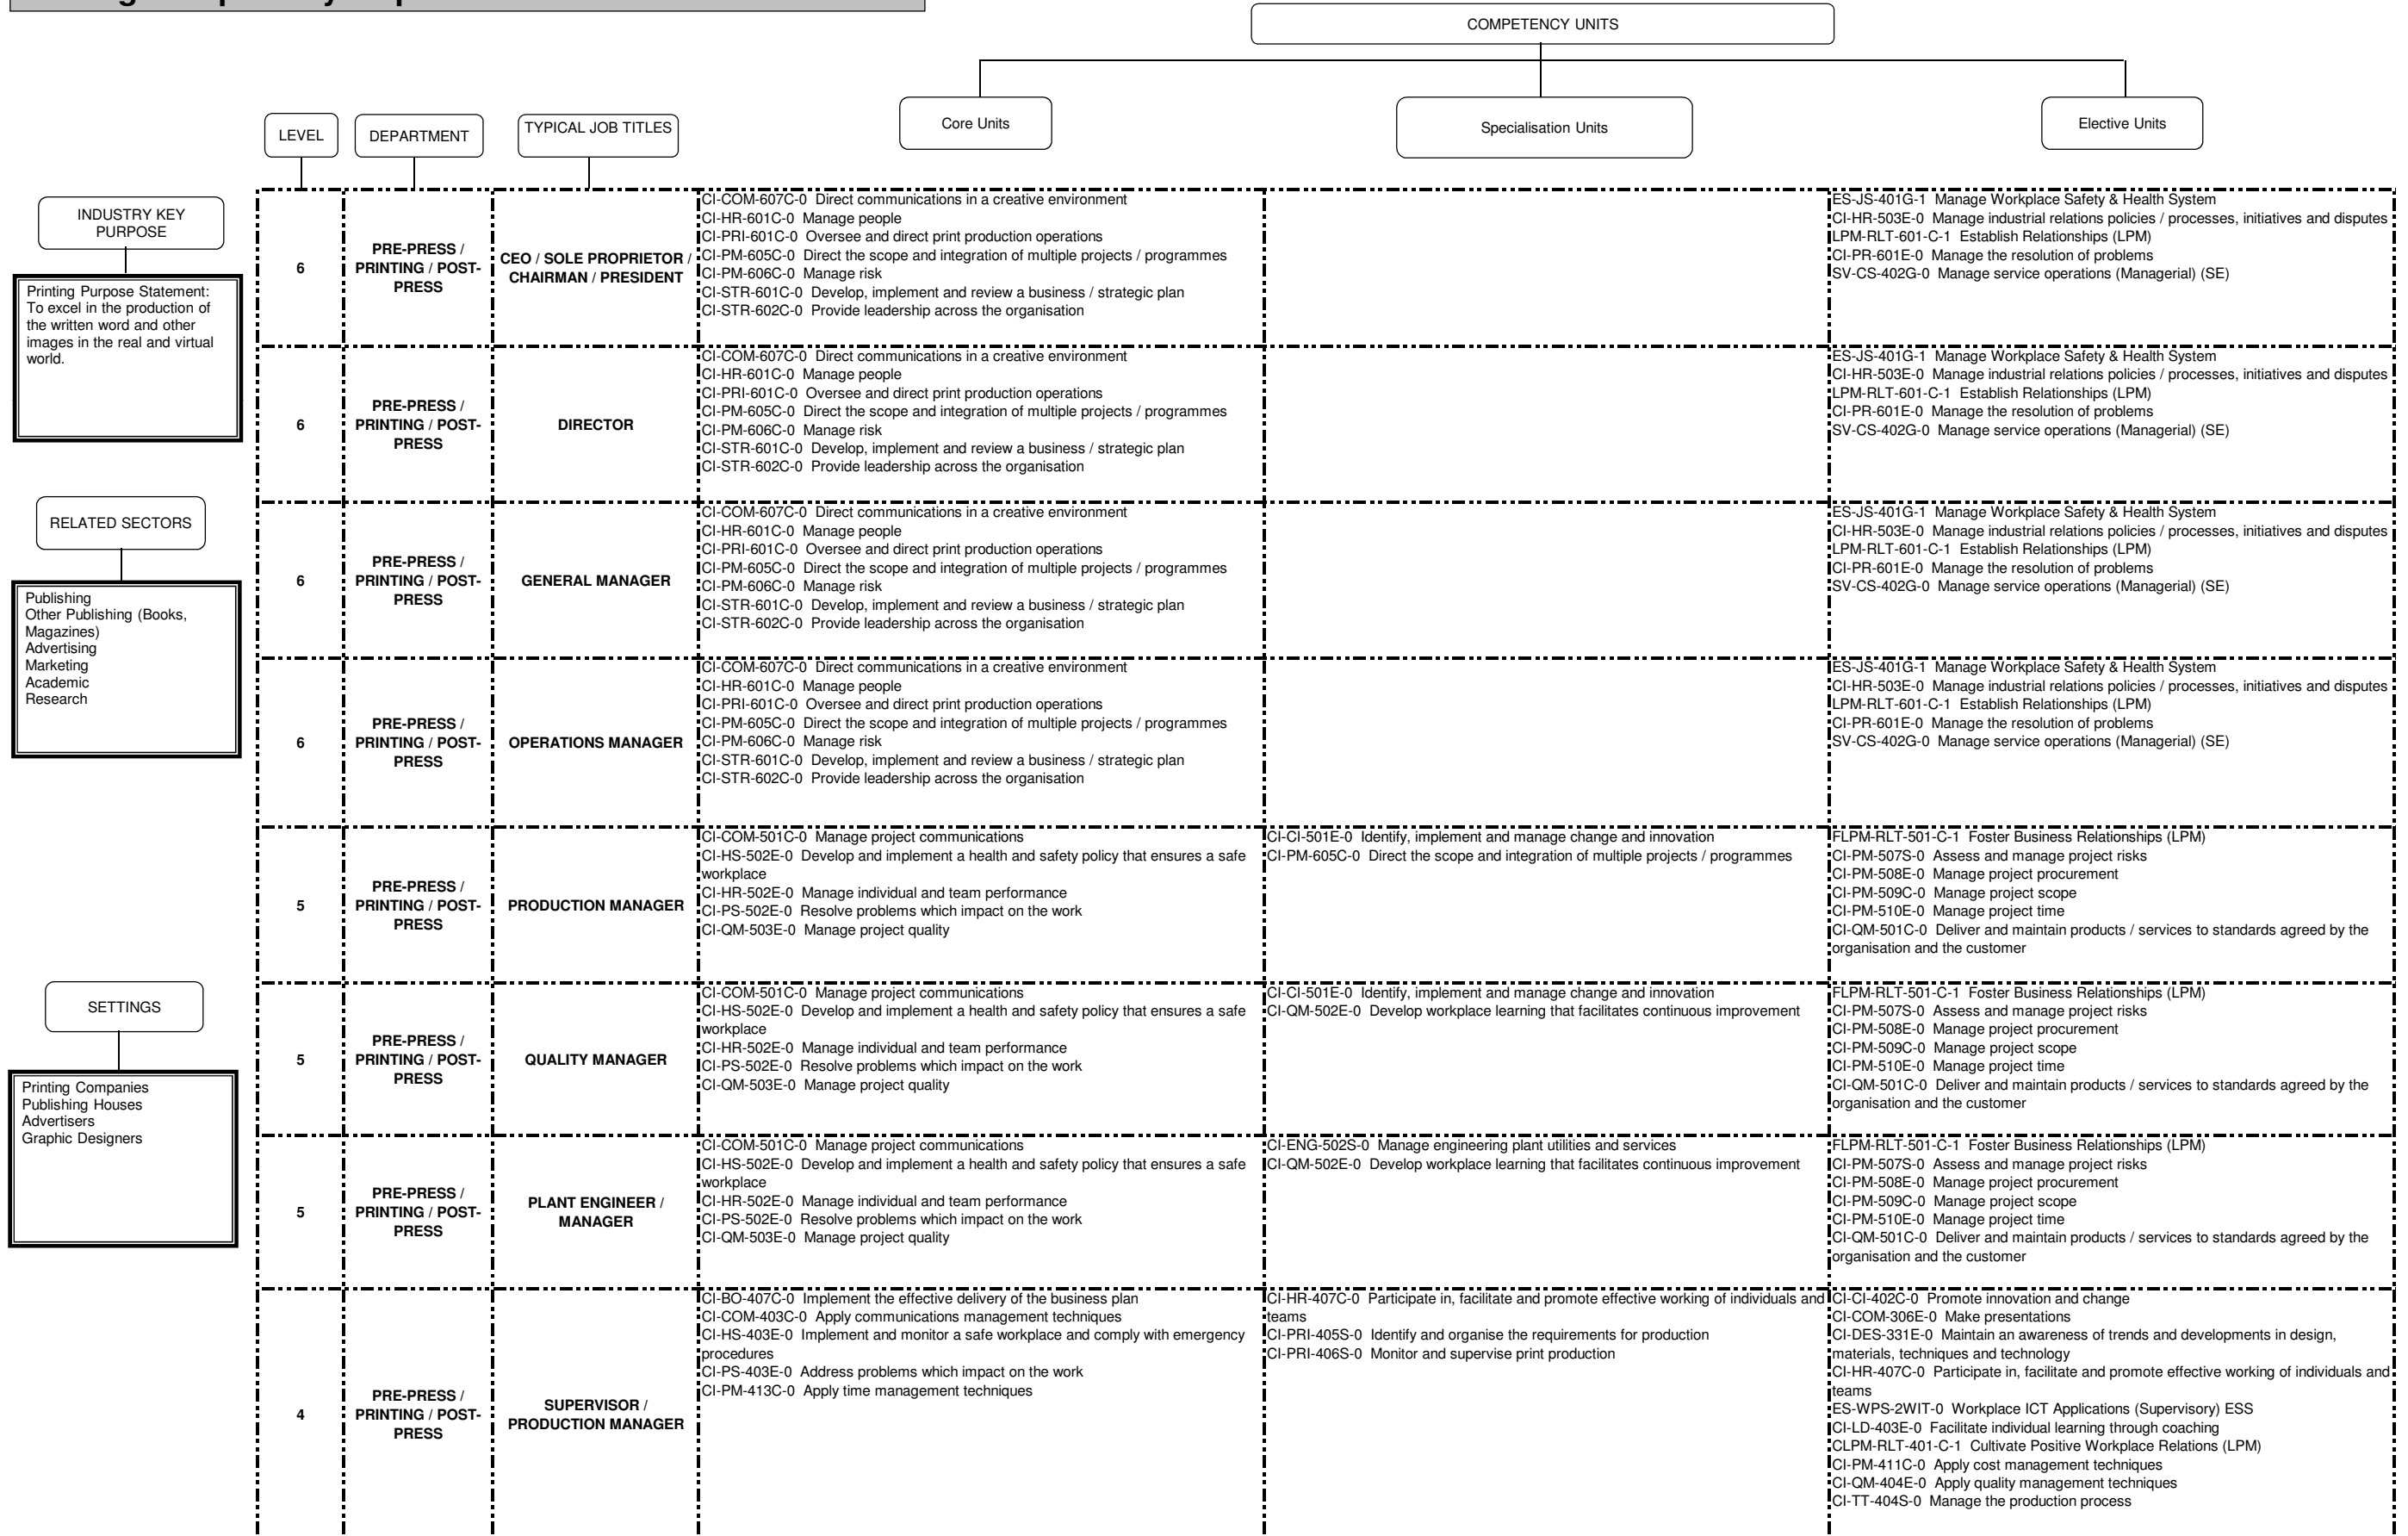 COMPETENCY UNITS
Core Units
Specialisation Units
Elective Units
LEVEL
DEPARTMENT
TYPICAL JOB TITLES
INDUSTRY KEY
PURPOSE
Printing Purpose Statement:
To excel in the production of
the written word and other
images in the real and virtual
world.
RELATED SECTORS
Publishing
Other Publishing (Books,
Magazines)
Advertising
Marketing
Academic
Research
SETTINGS
Printing Companies
Publishing Houses
Advertisers
Graphic Designers
6
PRE-PRESS /
PRINTING / POST-
PRESS
CEO / SOLE PROPRIETOR /
CHAIRMAN / PRESIDENT
CI-COM-607C-0 Direct communications in a creative environment
CI-HR-601C-0 Manage people
CI-PRI-601C-0 Oversee and direct print production operations
CI-PM-605C-0 Direct the scope and integration of multiple projects / programmes
CI-PM-606C-0 Manage risk
CI-STR-601C-0 Develop, implement and review a business / strategic plan
CI-STR-602C-0 Provide leadership across the organisation
ES-JS-401G-1 Manage Workplace Safety & Health System
CI-HR-503E-0 Manage industrial relations policies / processes, initiatives and disputes
LPM-RLT-601-C-1 Establish Relationships (LPM)
CI-PR-601E-0 Manage the resolution of problems
SV-CS-402G-0 Manage service operations (Managerial) (SE)
6
PRE-PRESS /
PRINTING / POST-
PRESS
DIRECTOR
CI-COM-607C-0 Direct communications in a creative environment
CI-HR-601C-0 Manage people
CI-PRI-601C-0 Oversee and direct print production operations
CI-PM-605C-0 Direct the scope and integration of multiple projects / programmes
CI-PM-606C-0 Manage risk
CI-STR-601C-0 Develop, implement and review a business / strategic plan
CI-STR-602C-0 Provide leadership across the organisation
ES-JS-401G-1 Manage Workplace Safety & Health System
CI-HR-503E-0 Manage industrial relations policies / processes, initiatives and disputes
LPM-RLT-601-C-1 Establish Relationships (LPM)
CI-PR-601E-0 Manage the resolution of problems
SV-CS-402G-0 Manage service operations (Managerial) (SE)
6
PRE-PRESS /
PRINTING / POST-
PRESS
GENERAL MANAGER
CI-COM-607C-0 Direct communications in a creative environment
CI-HR-601C-0 Manage people
CI-PRI-601C-0 Oversee and direct print production operations
CI-PM-605C-0 Direct the scope and integration of multiple projects / programmes
CI-PM-606C-0 Manage risk
CI-STR-601C-0 Develop, implement and review a business / strategic plan
CI-STR-602C-0 Provide leadership across the organisation
ES-JS-401G-1 Manage Workplace Safety & Health System
CI-HR-503E-0 Manage industrial relations policies / processes, initiatives and disputes
LPM-RLT-601-C-1 Establish Relationships (LPM)
CI-PR-601E-0 Manage the resolution of problems
SV-CS-402G-0 Manage service operations (Managerial) (SE)
6
PRE-PRESS /
PRINTING / POST-
PRESS
OPERATIONS MANAGER
CI-COM-607C-0 Direct communications in a creative environment
CI-HR-601C-0 Manage people
CI-PRI-601C-0 Oversee and direct print production operations
CI-PM-605C-0 Direct the scope and integration of multiple projects / programmes
CI-PM-606C-0 Manage risk
CI-STR-601C-0 Develop, implement and review a business / strategic plan
CI-STR-602C-0 Provide leadership across the organisation
ES-JS-401G-1 Manage Workplace Safety & Health System
CI-HR-503E-0 Manage industrial relations policies / processes, initiatives and disputes
LPM-RLT-601-C-1 Establish Relationships (LPM)
CI-PR-601E-0 Manage the resolution of problems
SV-CS-402G-0 Manage service operations (Managerial) (SE)
5
PRE-PRESS /
PRINTING / POST-
PRESS
PRODUCTION MANAGER
CI-COM-501C-0 Manage project communications
CI-HS-502E-0 Develop and implement a health and safety policy that ensures a safe
workplace
CI-HR-502E-0 Manage individual and team performance
CI-PS-502E-0 Resolve problems which impact on the work
CI-QM-503E-0 Manage project quality
CI-CI-501E-0 Identify, implement and manage change and innovation
CI-PM-605C-0 Direct the scope and integration of multiple projects / programmes
FLPM-RLT-501-C-1 Foster Business Relationships (LPM)
CI-PM-507S-0 Assess and manage project risks
CI-PM-508E-0 Manage project procurement
CI-PM-509C-0 Manage project scope
CI-PM-510E-0 Manage project time
CI-QM-501C-0 Deliver and maintain products / services to standards agreed by the
organisation and the customer
5
PRE-PRESS /
PRINTING / POST-
PRESS
QUALITY MANAGER
CI-COM-501C-0 Manage project communications
CI-HS-502E-0 Develop and implement a health and safety policy that ensures a safe
workplace
CI-HR-502E-0 Manage individual and team performance
CI-PS-502E-0 Resolve problems which impact on the work
CI-QM-503E-0 Manage project quality
CI-CI-501E-0 Identify, implement and manage change and innovation
CI-QM-502E-0 Develop workplace learning that facilitates continuous improvement
FLPM-RLT-501-C-1 Foster Business Relationships (LPM)
CI-PM-507S-0 Assess and manage project risks
CI-PM-508E-0 Manage project procurement
CI-PM-509C-0 Manage project scope
CI-PM-510E-0 Manage project time
CI-QM-501C-0 Deliver and maintain products / services to standards agreed by the
organisation and the customer
5
PRE-PRESS /
PRINTING / POST-
PRESS
PLANT ENGINEER /
MANAGER
CI-COM-501C-0 Manage project communications
CI-HS-502E-0 Develop and implement a health and safety policy that ensures a safe
workplace
CI-HR-502E-0 Manage individual and team performance
CI-PS-502E-0 Resolve problems which impact on the work
CI-QM-503E-0 Manage project quality
CI-ENG-502S-0 Manage engineering plant utilities and services
CI-QM-502E-0 Develop workplace learning that facilitates continuous improvement
FLPM-RLT-501-C-1 Foster Business Relationships (LPM)
CI-PM-507S-0 Assess and manage project risks
CI-PM-508E-0 Manage project procurement
CI-PM-509C-0 Manage project scope
CI-PM-510E-0 Manage project time
CI-QM-501C-0 Deliver and maintain products / services to standards agreed by the
organisation and the customer
4
PRE-PRESS /
PRINTING / POST-
PRESS
SUPERVISOR /
PRODUCTION MANAGER
CI-BO-407C-0 Implement the effective delivery of the business plan
CI-COM-403C-0 Apply communications management techniques
CI-HS-403E-0 Implement and monitor a safe workplace and comply with emergency
procedures
CI-PS-403E-0 Address problems which impact on the work
CI-PM-413C-0 Apply time management techniques
CI-HR-407C-0 Participate in, facilitate and promote effective working of individuals and
teams
CI-PRI-405S-0 Identify and organise the requirements for production
CI-PRI-406S-0 Monitor and supervise print production
CI-CI-402C-0 Promote innovation and change
CI-COM-306E-0 Make presentations
CI-DES-331E-0 Maintain an awareness of trends and developments in design,
materials, techniques and technology
CI-HR-407C-0 Participate in, facilitate and promote effective working of individuals and
teams
ES-WPS-2WIT-0 Workplace ICT Applications (Supervisory) ESS
CI-LD-403E-0 Facilitate individual learning through coaching
CLPM-RLT-401-C-1 Cultivate Positive Workplace Relations (LPM)
CI-PM-411C-0 Apply cost management techniques
CI-QM-404E-0 Apply quality management techniques
CI-TT-404S-0 Manage the production process